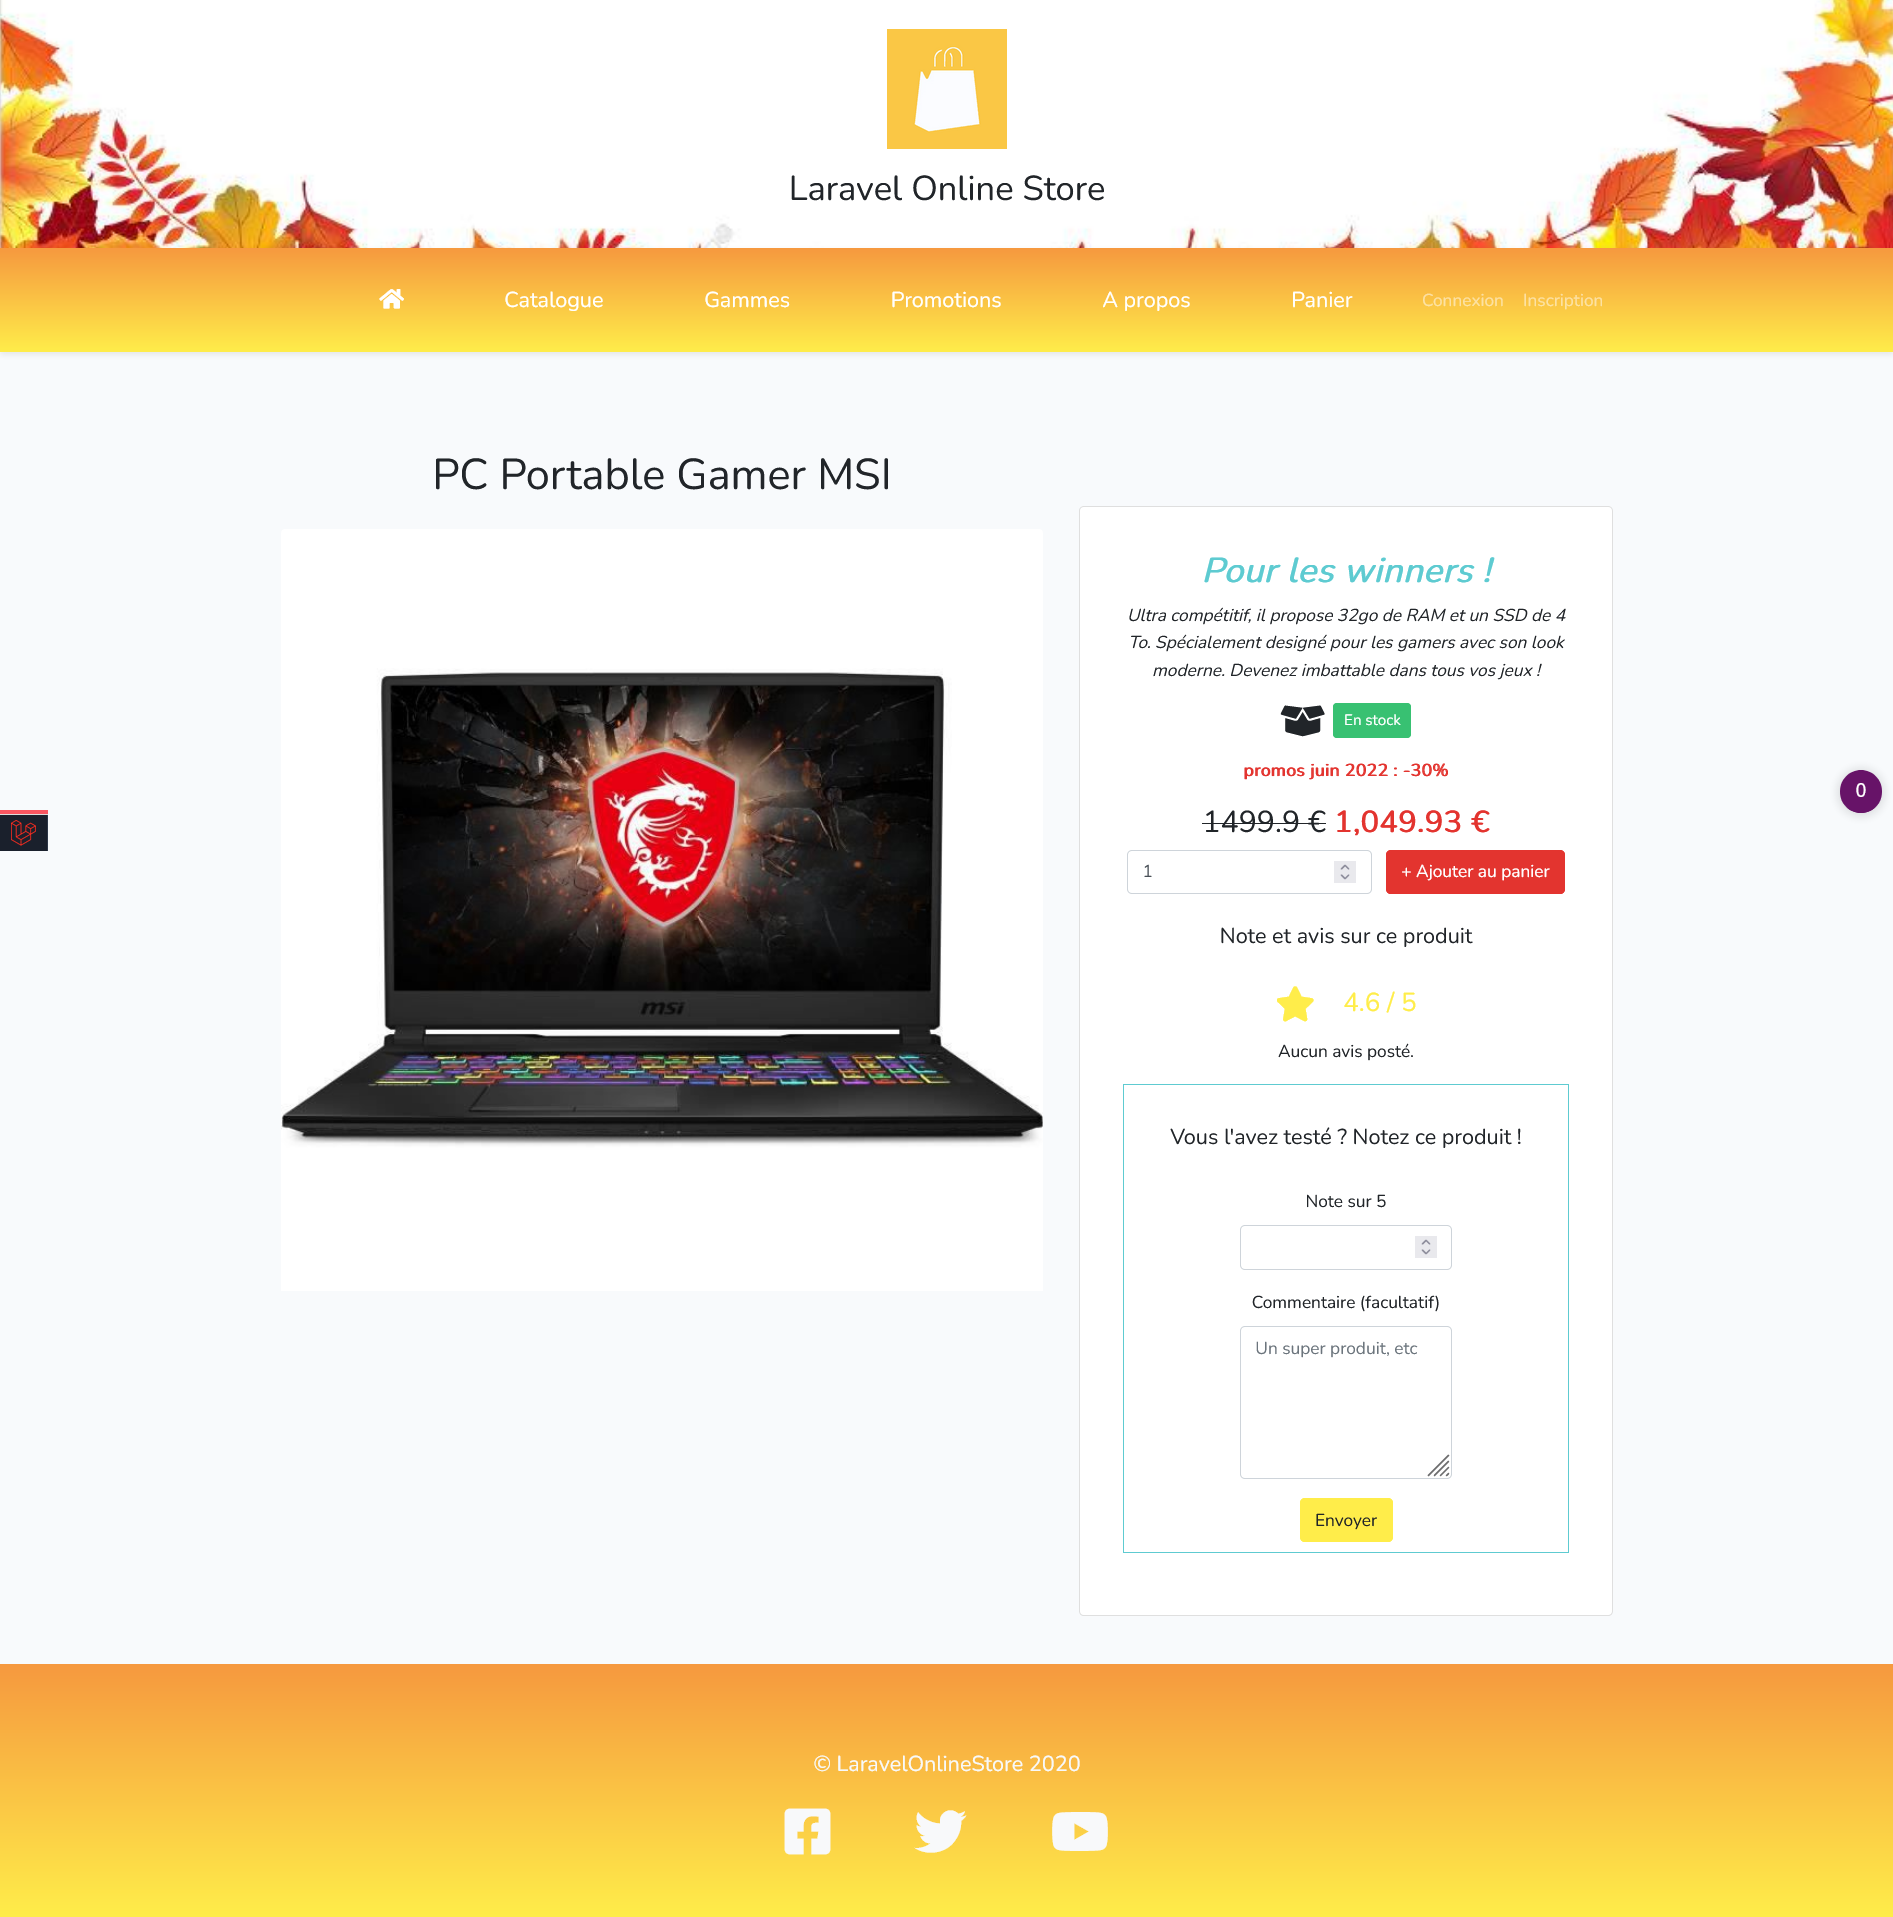 Laravel Online Store
Catalogue
Gammes
Promotions
A propos
Panier
Connexion
Inscription
PC Portable Gamer MSI
msi
Pour les winners !
Ultra compétitif, il propose 32go de RAM et un SSD de 4
To. Spécialement designé pour les gamers avec son look
moderne. Devenez imbattable dans tous vos jeux !
En stock
promos juin 2022 : -30%
1499.9 € 1,049.93 €
1
+ Ajouter au panier
Note et avis sur ce produit
4.6 / 5
Aucun avis posté.
Vous l'avez testé ? Notez ce produit !
Note sur 5
Commentaire (facultatif)
Un super produit, etc
Envoyer
0
© LaravelOnlineStore 2020